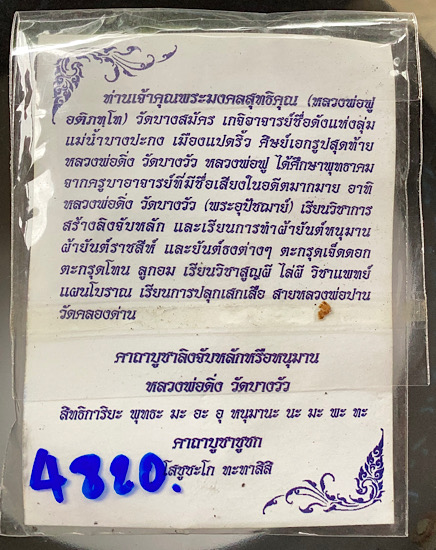 ท่านเจ้าคุณพระมงคลสุทธิคุณ (หลวงพ่อฟู
อติภทฺโท) วัดบางสมัคร เกจิอาจารย์ชื่อดังแห่งลุ่ม
แม่น้ำบางปะกง เมืองแปดริ้ว ศิษย์เอกรูปสุดท้าย
หลวงพ่อดิ่ง วัดบางวัว หลวงพ่อฟู ได้ศึกษาพุทธาคม
จากครูบาอาจารย์ที่มีชื่อเสียงในอดีตมากมาย อาทิ
หลวงพ่อดิ่ง วัดบางวัว (พระอุปัชฌาย์) เรียนวิชาการ
สร้างลิงจับหลัก และเรียนการทำผ้ายันต์หนุมาน
ผ้ายันต์ราชสีห์ และยันต์ธงต่างๆ ตะกรุดเจ็ดดอก
ตะกรุดโทน ลูกอม เรียนวิชาสูญผี ไล่ผี วิชาแพทย์
แผนโบราณ เรียนการปลุกเสกเสือ สายหลวงพ่อปาน
วัดคลองด่าน
คาถาบูชาลิงจับหลักหรือหนุมาน
หลวงพ่อดิ่ง วัดบางวัว
สิทธิการิยะ พุทธะ มะ อะ อุ หนุมานะ นะ มะ พะ ทะ
คาถาบูชาชูชก
โสชูชะโก ทะทาสิสิ
4820.